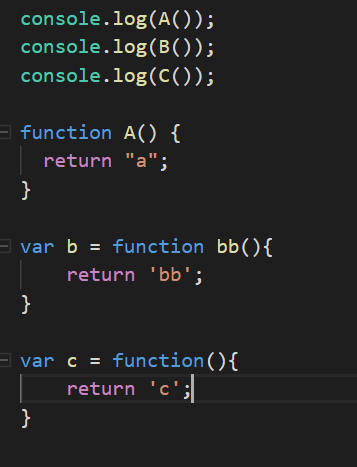 console.log(A());
console.log(B());
console.log(C());
function A() {
return "a";
}
var b = function bb(){
return 'bb';
}
var c = function(){
return 'c';
}